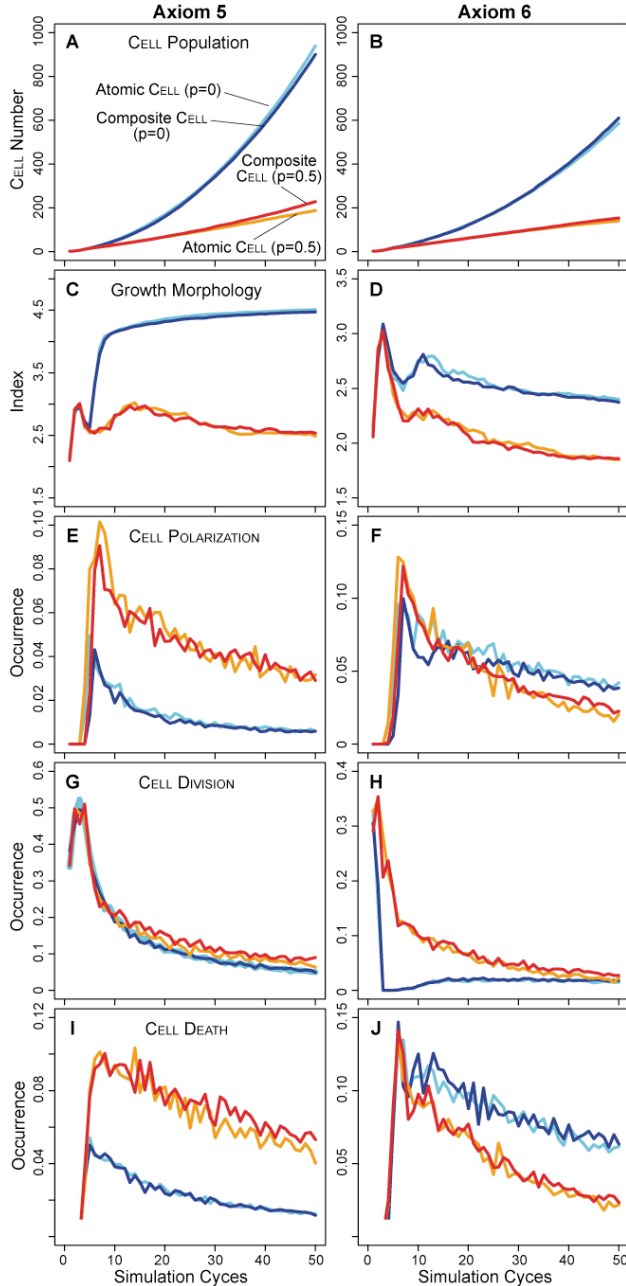 Axiom 5 Axiom 6
A CELL POPULATION
B
Atomic CELL (p=0)
Composite CELL
(p=0)
Composite
CELL (p=0.5)
Atomic CELL (p=0.5)
CELL Number
0 200 400 600 800 1000
C Growth Morphology
D
Index
1.5 2.5 3.5 4.5
1.5 2.0 2.5 3.0 3.5
E CELL POLARIZATION
F
Occurrence
0 0.02 0.04 0.06 0.08 0.10
0 0.05 0.10 0.15
G CELL DIVISION
H
Occurrence
0 0.1 0.2 0.3 0.4 0.5 0.6
0 0.1 0.2 0.3 0.4
I CELL DEATH
J
Occurrence
0.04 0.08 0.12
0.05 0.10 0.15
0 10 20 30 40 50
0 10 20 30 40 50
Simulation Cyces
Simulation Cyces